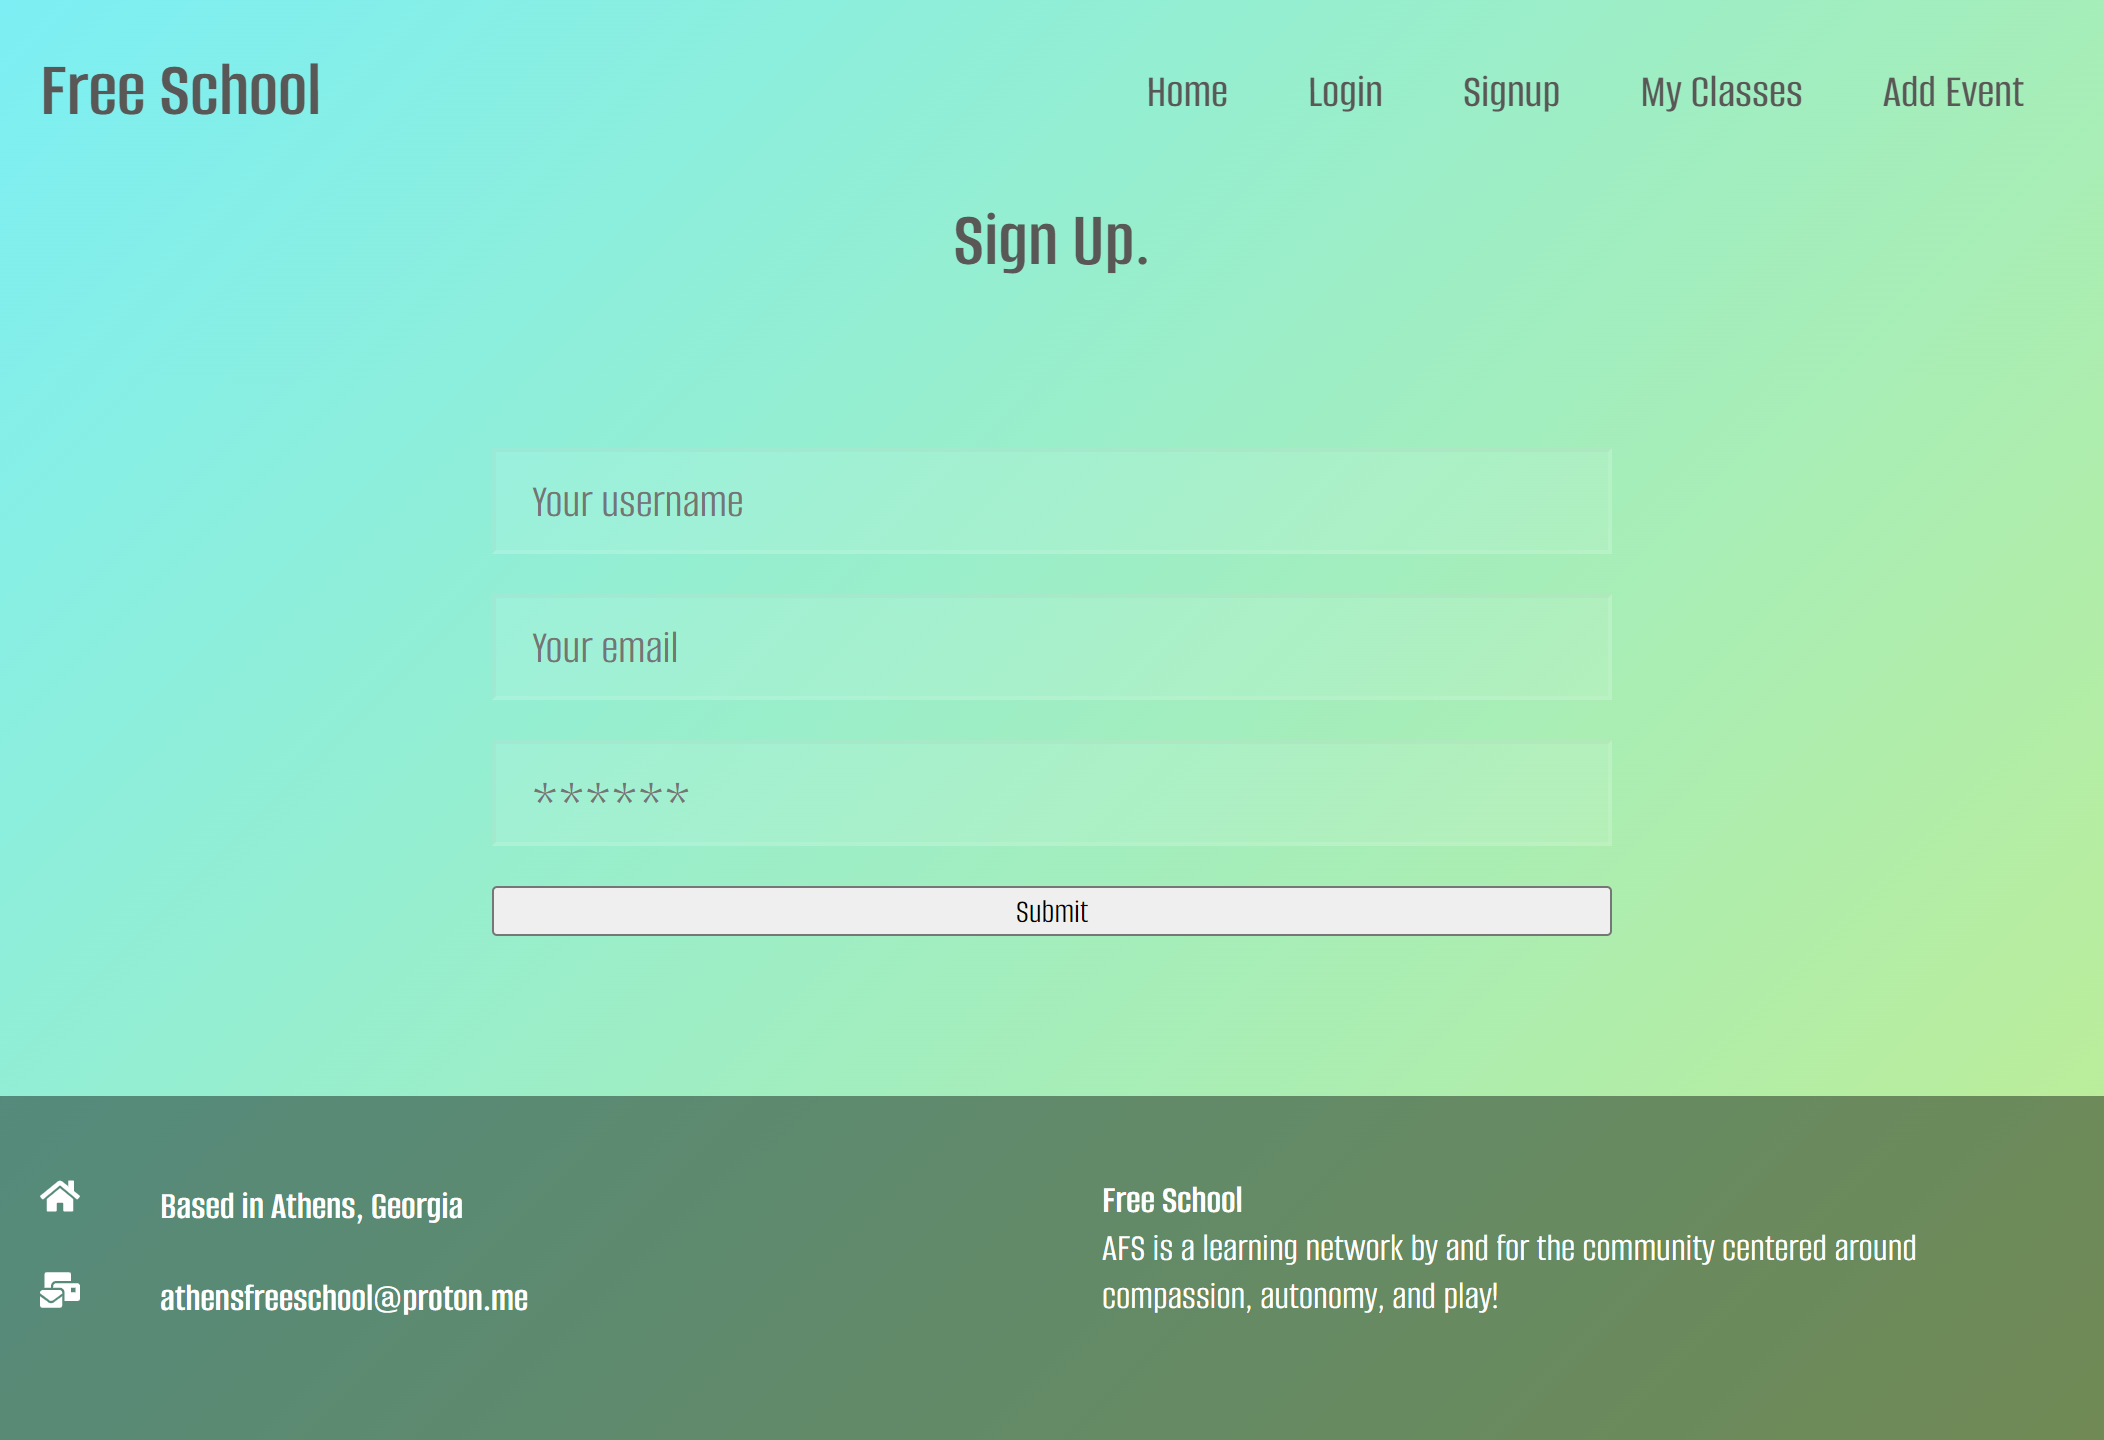 Free School
Home
Login
Signup
My Classes
Add Event
Sign Up.
Your username
Your email
******
Submit
Based in Athens, Georgia
athensfreeschool@proton.me
Free School
AFS is a learning network by and for the community centered around
compassion, autonomy, and play!